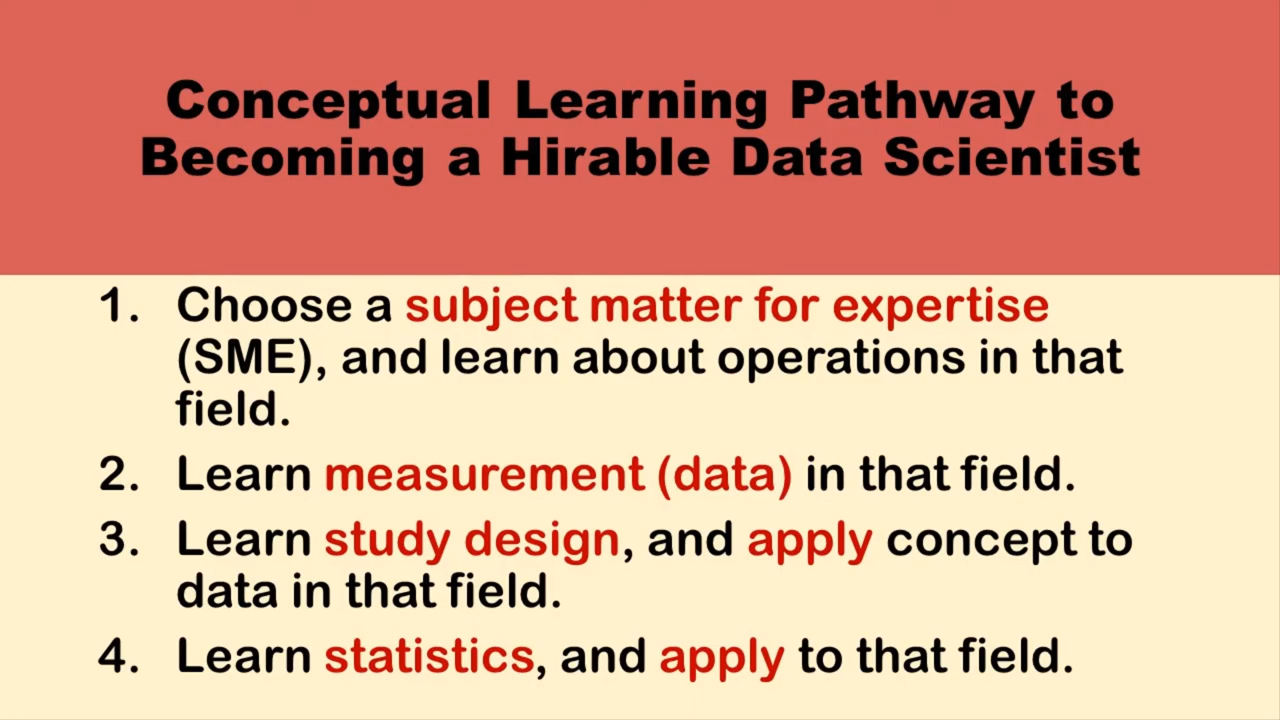 Conceptual Learning Pathway to
Becoming a Hirable Data Scientist
1. Choose a subject matter for expertise
(SME), and learn about operations in that
field.
2. Learn measurement (data) in that field.
3. Learn study design, and apply concept to
data in that field.
4. Learn statistics, and apply to that field.